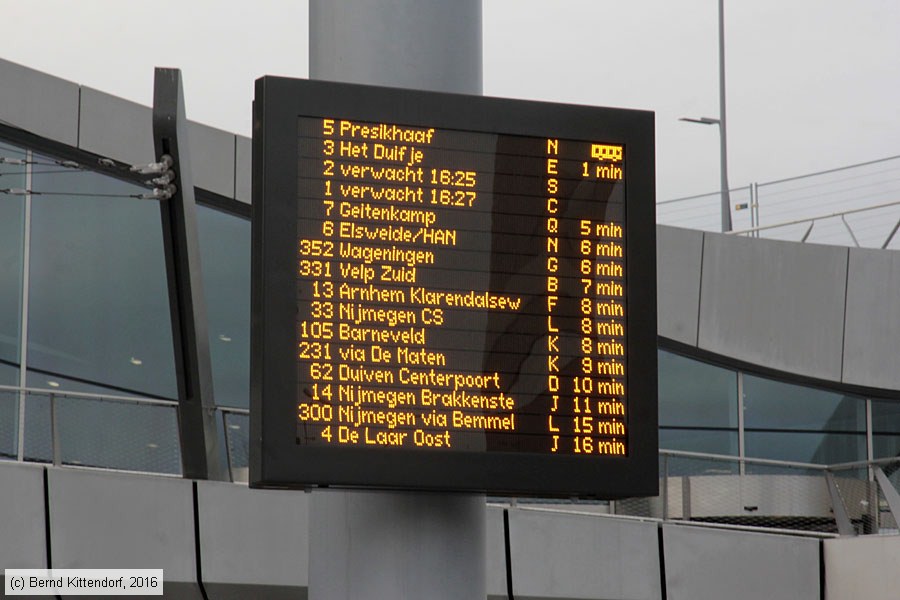 5 Presikhaaf N
3 Het Duifje E 1 min
2 verwacht 16:25 S
1 verwacht 16:27 C
7 Geitenkamp Q 5 min
6 Elsweide/HAN N 6 min
352 Wageningen G 6 min
331 Velp Zuid B 7 min
13 Arnhem Klarendalsew F 8 min
33 Nijmegen CS L 8 min
105 Barneveld K 8 min
231 via De Maten K 9 min
62 Duiven Centerpoort D 10 min
14 Nijmegen Brakkenste J 11 min
300 Nijmegen via Bemmel L 15 min
4 De Laar Oost J 16 min
(c) Bernd Kittendorf, 2016